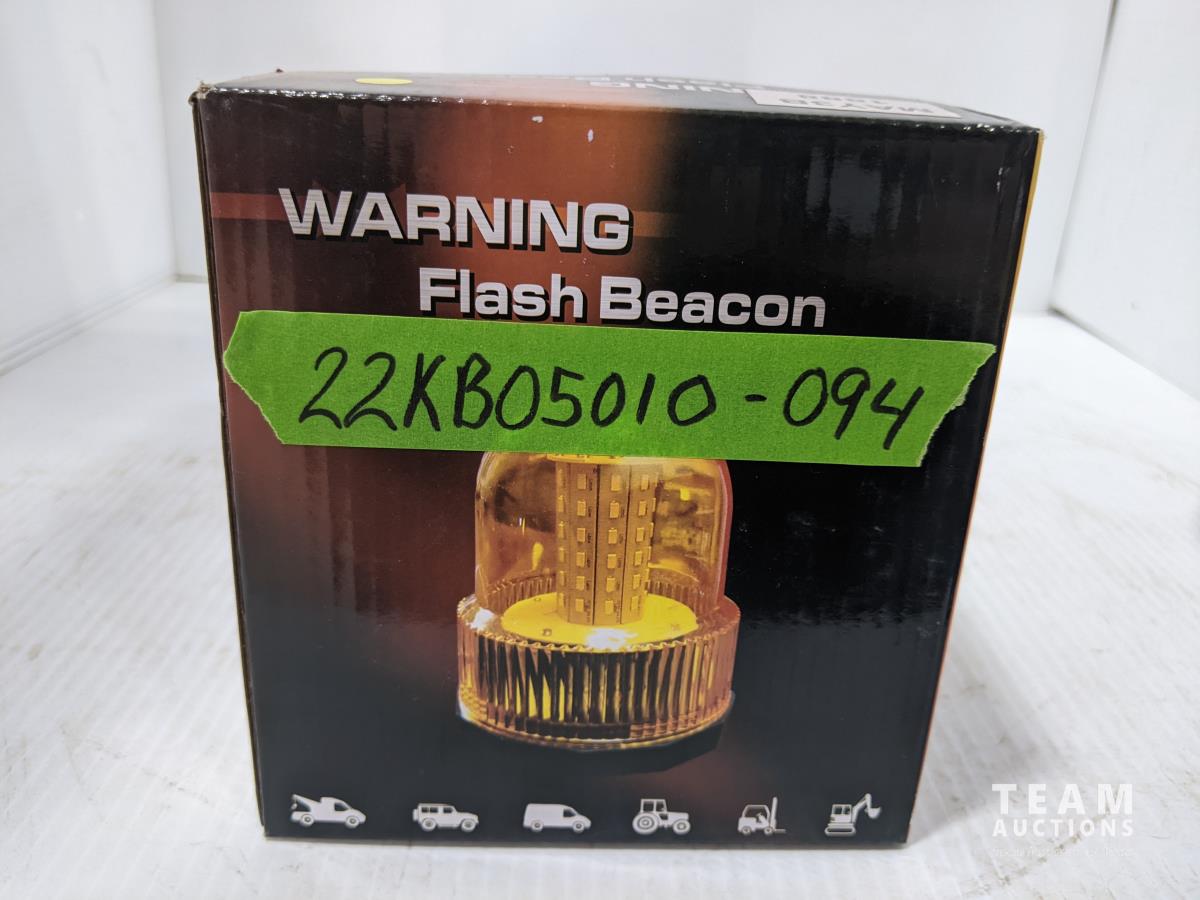 WARNING
Flash Beacon
22KB05010-094
TEAM
AUCTIONS